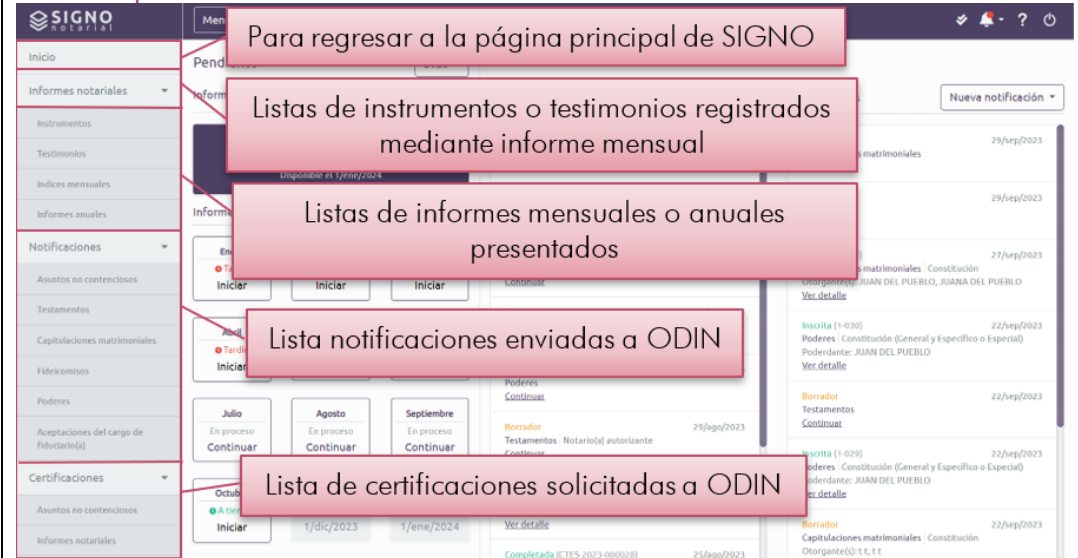 SIGNO
notarial
Inicio
Informes notariales
Instrumentos
Testimonios
Indices mensuales
Informes anuales
Notificaciones
Asuntos no contenciosos
Testamentos
Capitulaciones matrimoniales
Fideicomisos
Poderes
Aceptaciones del cargo de
fiduciario(a)
Certificaciones
Asuntos no contenciosos
Informes notariales
?
Para regresar a la página principal de SIGNO
Listas de instrumentos o testimonios registrados
mediante informe mensual
Listas de informes mensuales o anuales
presentados
Lista notificaciones enviadas a ODIN
Lista de certificaciones solicitadas a ODIN
Disponible el 1/ene/2024
Iniciar
Iniciar
Iniciar
Abril
Iniciar
Julio
En proceso
Continuar
Agosto
En proceso
Continuar
Septiembre
En proceso
Continuar
Iniciar
1/dic/2023
1/ene/2024
Continuar
Poderes
Continuar
Borrador
29/ago/2023
Testamentos Notario(a) autorizante
Continuar
Ver detalle
Completada (CTES-2023-000028)
25/ago/2023
Nueva notificación
29/sep/2023
matrimoniales
29/sep/2023
27/sep/2023
matrimoniales Constitución
Otorgante(s): JUAN DEL PUEBLO, JUANA DEL PUEBLO
Ver detalle
Inscrita (1-030)
22/sep/2023
Poderes Constitución (General y Específico o Especial)
Poderdante: JUAN DEL PUEBLO
Ver detalle
Borrador
22/sep/2023
Testamentos
Continuar
Inscrita (1-029)
22/sep/2023
Poderes Constitución (General y Específico o Especial)
Poderdante: JUAN DEL PUEBLO
Ver detalle
Borrador
22/sep/2023
Capitulaciones matrimoniales Constitución
Otorgante(s): t t, t t